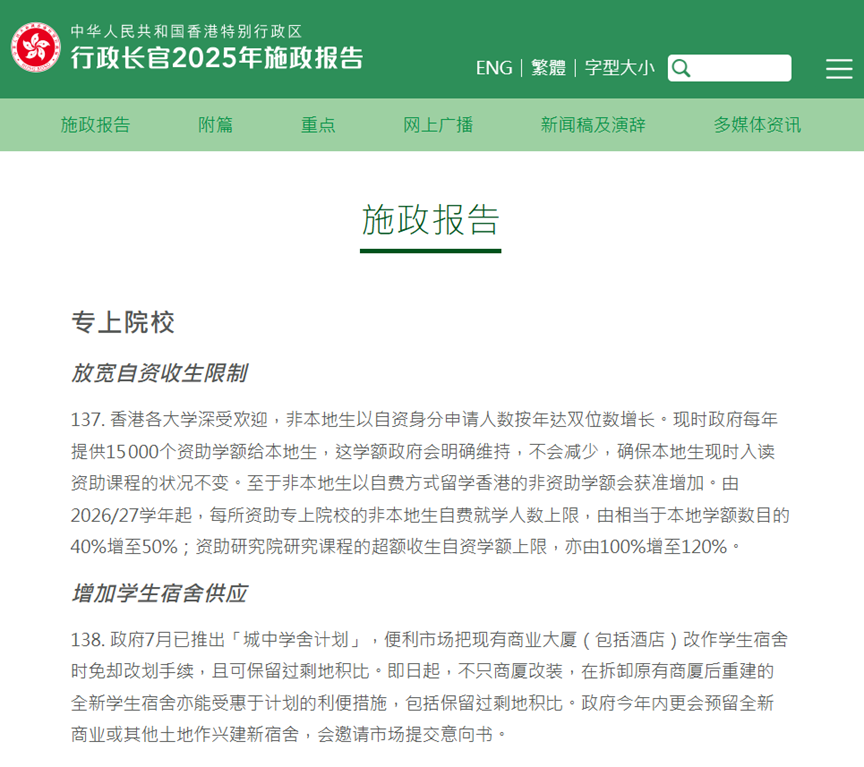 中华人民共和国香港特别行政区
行政长官2025年施政报告
ENG | 繁體 | 字型大小
施政报告 附篇 重点 网上广播 新闻稿及演辞 多媒体资讯
施政报告
专上院校
放宽自资收生限制
137. 香港各大学深受欢迎，非本地生以自资身分申请人数按年达双位数增长。现时政府每年
提供15 000个资助学额给本地生，这学额政府会明确维持，不会减少，确保本地生现时入读
资助课程的状况不变。至于非本地生以自费方式留学香港的非资助学额会获准增加。由
2026/27学年起，每所资助专上院校的非本地生自费就学人数上限，由相当于本地学额数目的
40%增至50%；资助研究院研究课程的超额收生自资学额上限，亦由100%增至120%。
增加学生宿舍供应
138. 政府7月已推出「城中学舍计划」，便利市场把现有商业大厦（包括酒店）改作学生宿舍
时免却改划手续，且可保留过剩地积比。即日起，不只商厦改装，在拆卸原有商厦后重建的
全新学生宿舍亦能受惠于计划的利便措施，包括保留过剩地积比。政府今年内更会预留全新
商业或其他土地作兴建新宿舍，会邀请市场提交意向书。